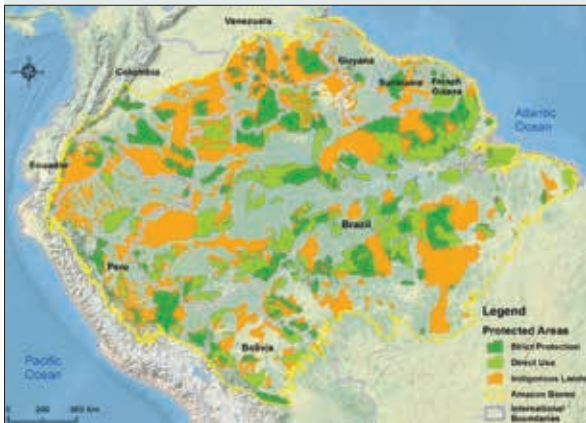 Venezuela
Guyana
Colombia
Suriname
French
Guiana
Atlantic
Ocean
Ecuador
Brazil
Peru
Bolivia
Pacific
Ocean
Legend
Protected Areas
Strict Protection
Direct Use
Indigenous Lands
Amazon Biome
International
Boundaries
0
Km